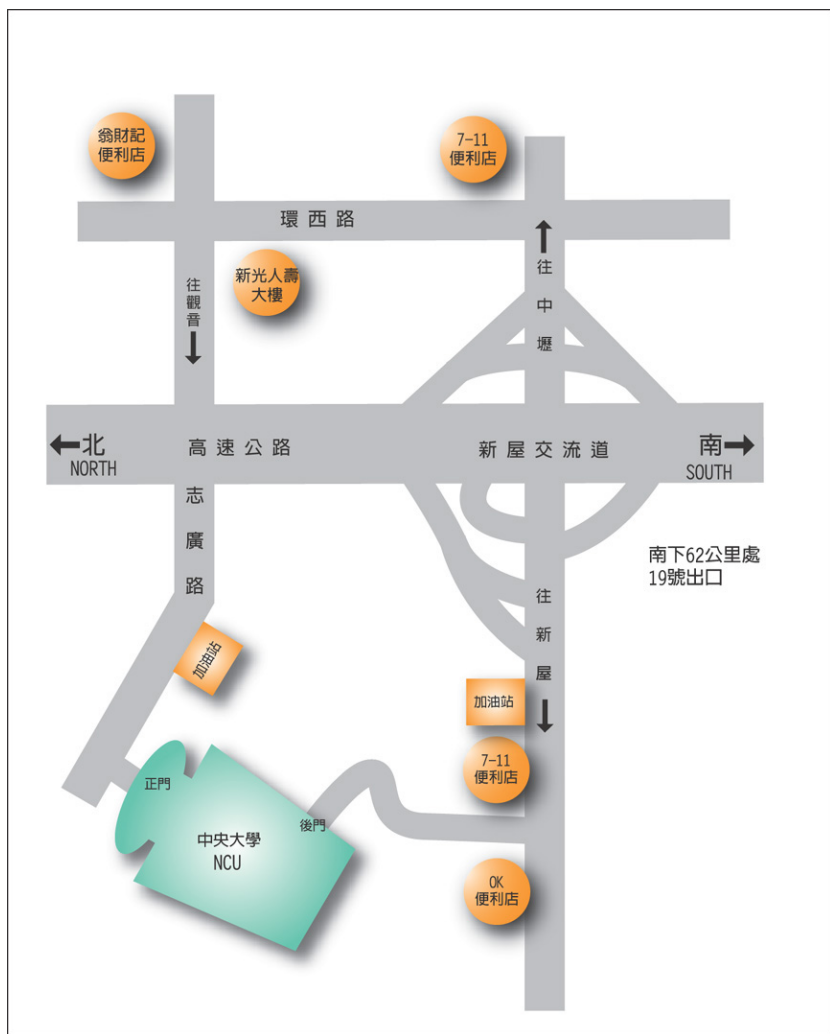 翁財記
便利店
7-11
便利店
環西路
往中壢
新光人壽
大樓
往觀音
北
NORTH
高速公路
新屋交流道
南
SOUTH
志廣路
南下62公里處
19號出口
往新屋
加油站
加油站
7-11
便利店
正門
後門
中央大學
NCU
OK
便利店